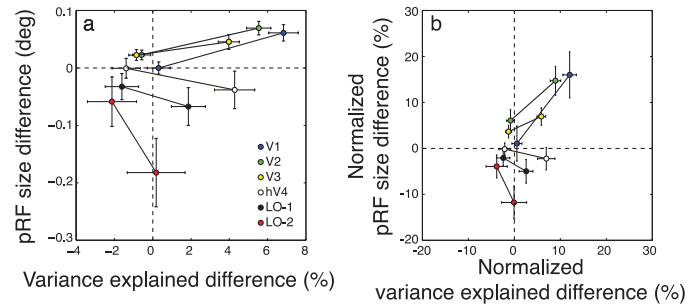 a
pRF size difference (deg)
0.1
0
−0.1
−0.2
−0.3
−4
−2
0
2
4
6
8
Variance explained difference (%)
V1
V2
V3
hV4
LO-1
LO-2
b
Normalized
pRF size difference (%)
30
20
10
0
−10
−20
−20
−10
0
10
20
30
Normalized
variance explained difference (%)